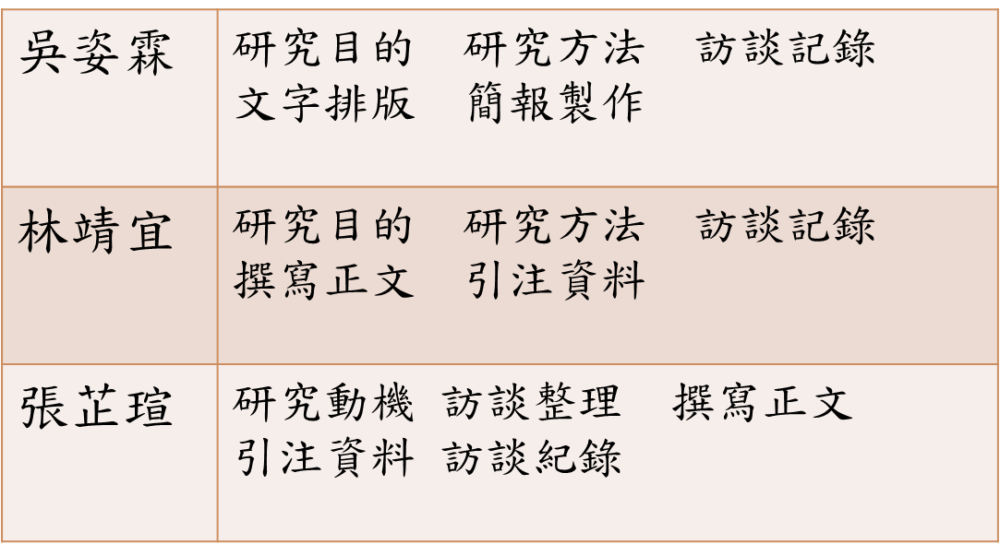 吳姿霖 研究目的 研究方法 訪談記錄
文字排版 簡報製作
林靖宜 研究目的 研究方法 訪談記錄
撰寫正文 引注資料
張芷瑄 研究動機 訪談整理 撰寫正文
引注資料 訪談紀錄